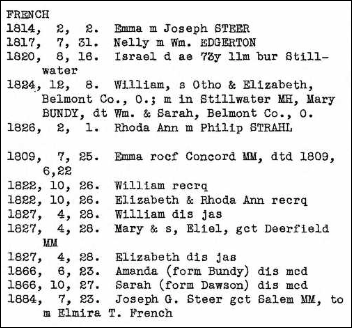 FRENCH
1814, 2, 2. Emma m Joseph STEER
1817, 7, 31. Nelly m Wm. EDGERTON
1820, 8, 16. Israel d ae 73y 11m bur Still-
water
1824, 12, 8. William, s Otho & Elizabeth,
Belmont Co., O.; m in Stillwater MH, Mary
BUNDY, dt Wm. & Sarah, Belmont Co., O.
1826, 2, 1. Rhoda Ann m Philip STRAHL
1809, 7, 25. Emma rocf Concord MM, dtd 1809,
6,22
1822, 10, 26. William recrq
1822, 10, 26. Elizabeth & Rhoda Ann recrq
1827, 4, 28. William dis jas
1827, 4, 28. Mary & s, Eliel, gct Deerfield
MM
1827, 4, 28. Elizabeth dis jas
1866, 6, 23. Amanda (form Bundy) dis mcd
1866, 10, 27. Sarah (form Dawson) dis mcd
1884, 7, 23. Joseph G. Steer gct Salem MM, to
m Elmira T. French